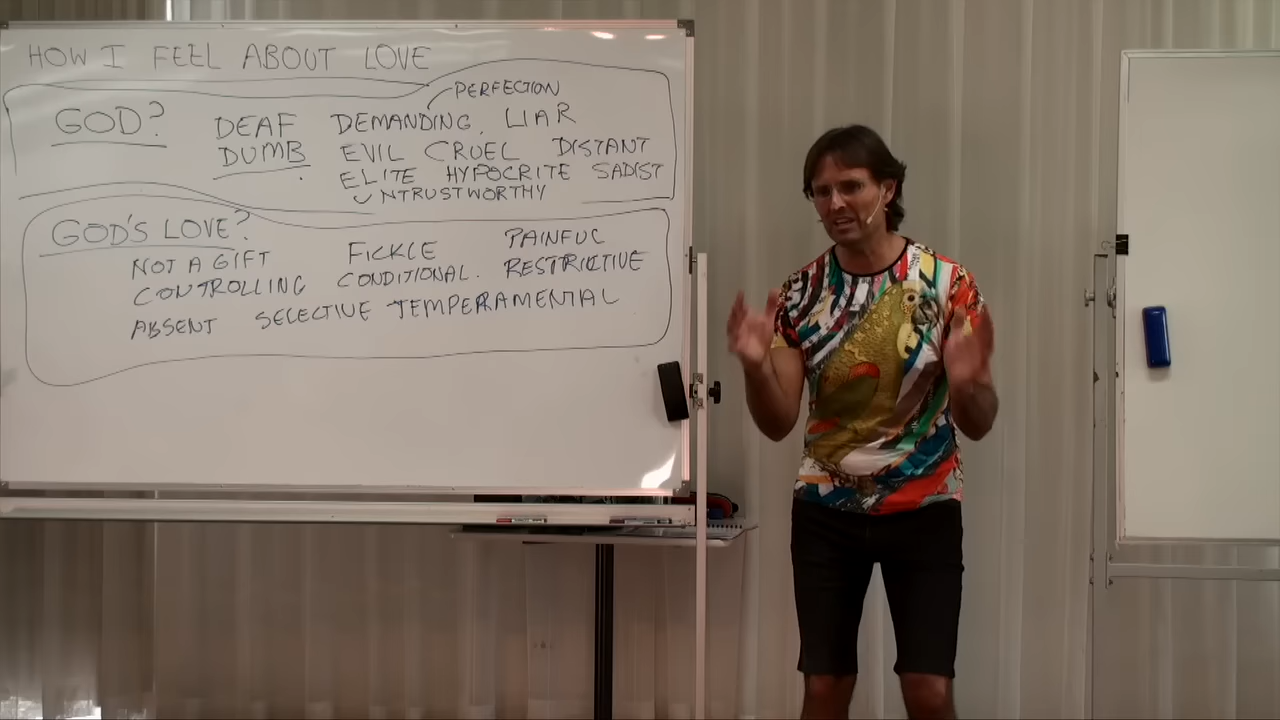 HOW I FEEL ABOUT LOVE
PERFECTION
GOD? DEAF DEMANDING, LIAR
DUMB EVIL CRUEL DISTANT
ELITE HYPOCRITE SADIST
UNTRUSTWORTHY
GOD'S LOVE?
NOT A GIFT FICKLE PAINFUL
CONTROLLING CONDITIONAL. RESTRICTIVE
ABSENT SELECTIVE TEMPERRAMENTAL